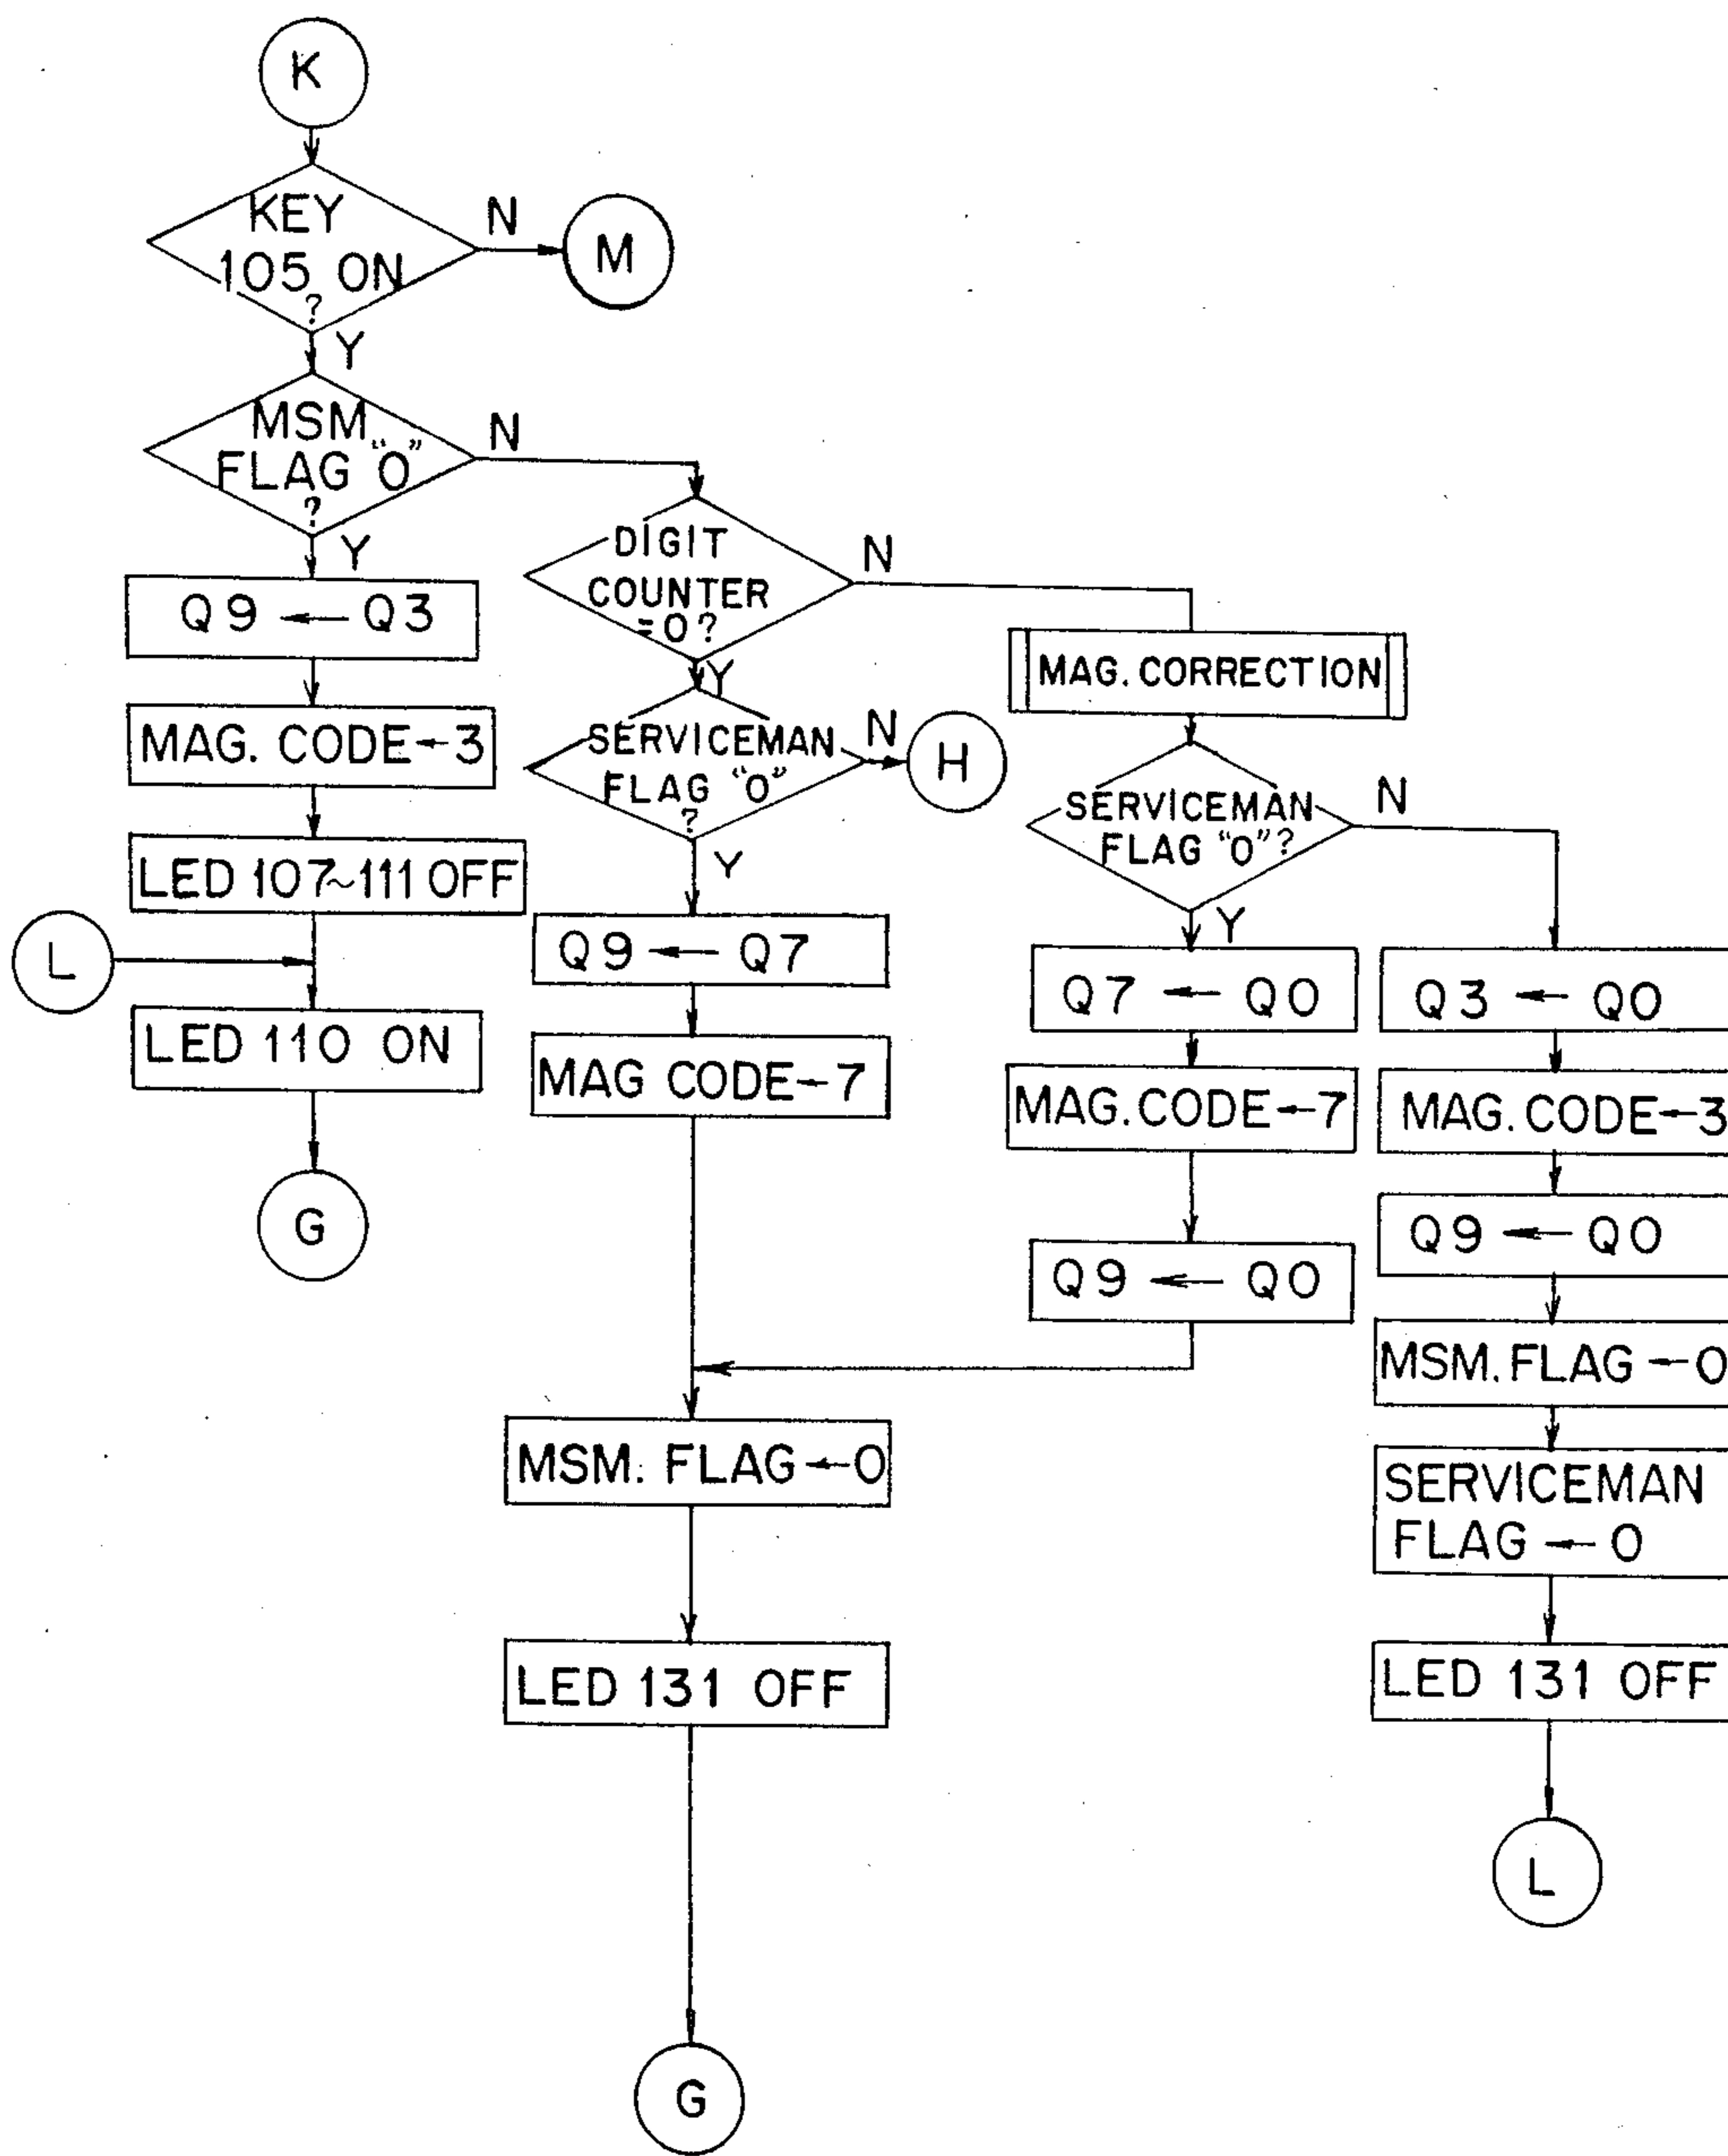 K
KEY
105 ON
?
N
M
Y
MSM
FLAG "0"
?
N
Y
Q9 ← Q3
MAG. CODE←3
LED 107~111 OFF
L
LED 110 ON
G
DIGIT
COUNTER
=0?
N
Y
SERVICEMAN
FLAG "0"
?
N
H
Y
Q9 ← Q7
MAG CODE←7
MAG. CORRECTION
SERVICEMAN
FLAG "0"?
N
Y
Q7 ← Q0
MAG. CODE←7
Q9 ← Q0
MSM. FLAG←0
LED 131 OFF
G
Q3 ← Q0
MAG. CODE←3
Q9 ← Q0
MSM. FLAG←0
SERVICEMAN
FLAG ← 0
LED 131 OFF
L